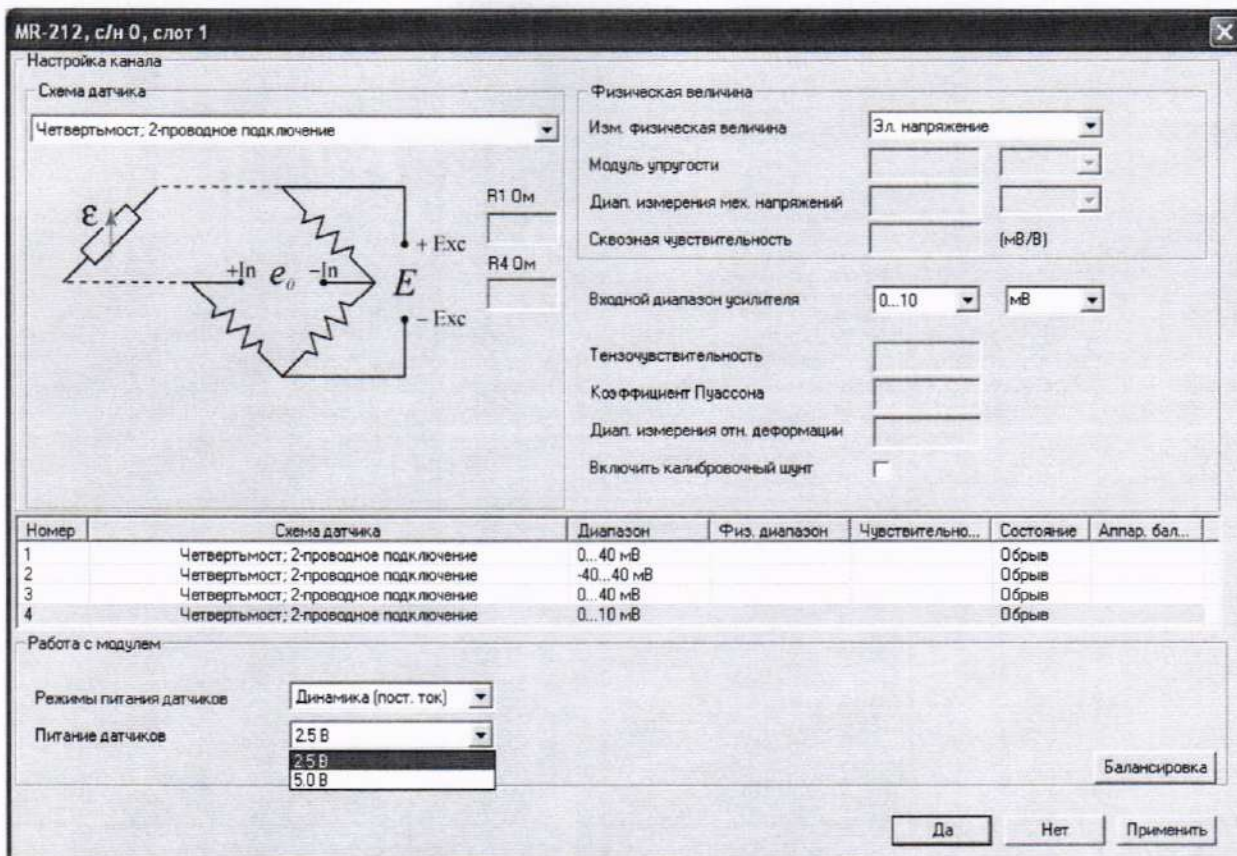 MR-212, с/н 0, слот 1
Настройка канала
Схема датчика
Четвертьмост; 2-проводное подключение
ε
+In
e₀
−In
E
+ Exc
− Exc
R1 Ом
R4 Ом
Физическая величина
Изм. физическая величина
Эл. напряжение
Модуль упругости
Диап. измерения мех. напряжений
Сквозная чувствительность
(мВ/В)
Входной диапазон усилителя
0...10
мВ
Тензочувствительность
Коэффициент Пуассона
Диап. измерения отн. деформации
Включить калибровочный шунт
Номер Схема датчика Диапазон Физ. диапазон Чувствительно... Состояние Аппар. бал...
1 Четвертьмост; 2-проводное подключение 0...40 мВ Обрыв
2 Четвертьмост; 2-проводное подключение -40...40 мВ Обрыв
3 Четвертьмост; 2-проводное подключение 0...40 мВ Обрыв
4 Четвертьмост; 2-проводное подключение 0...10 мВ Обрыв
Работа с модулем
Режимы питания датчиков
Динамика (пост. ток)
Питание датчиков
2.5 В
2.5 В
5.0 В
Балансировка
Да
Нет
Применить